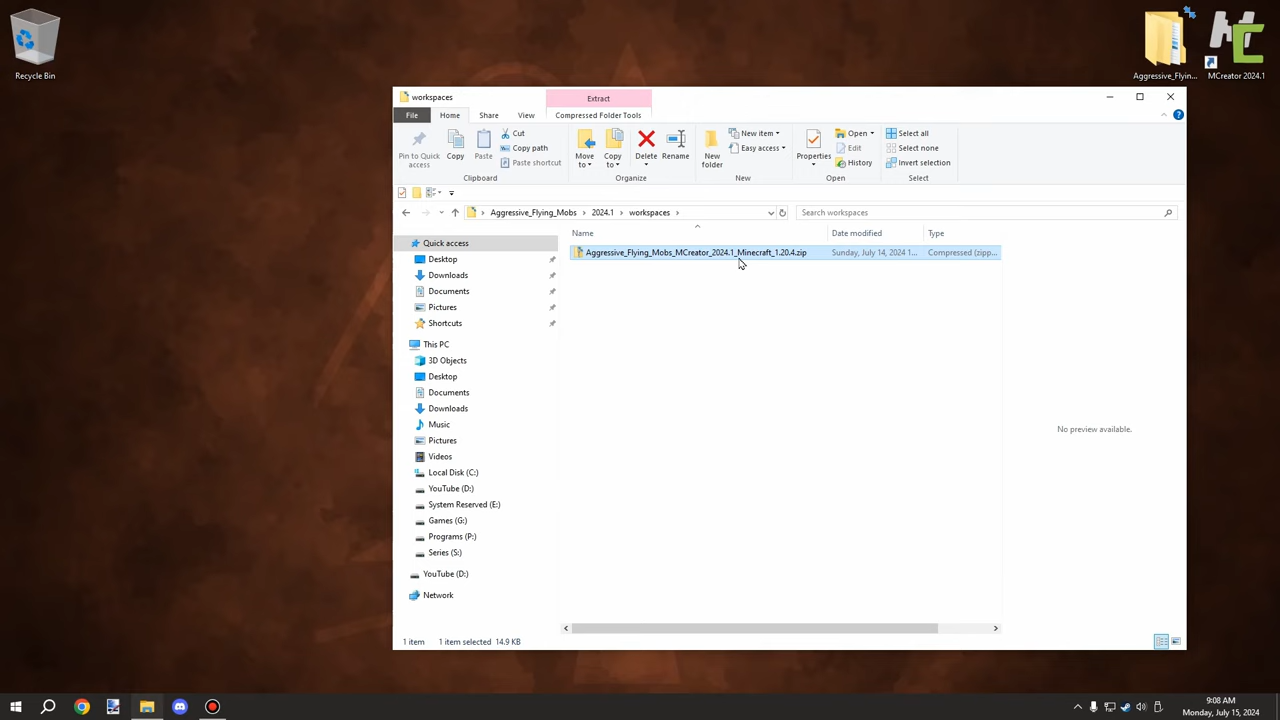 Recycle Bin
Aggressive_Flyin...
MCreator 2024.1
workspaces
Extract
File
Home
Share
View
Compressed Folder Tools
Pin to Quick access
Copy
Paste
Cut
Copy path
Paste shortcut
Clipboard
Move to
Copy to
Delete
Rename
Organize
New folder
New item
Easy access
New
Properties
Open
Edit
History
Open
Select all
Select none
Invert selection
Select
Aggressive_Flying_Mobs > 2024.1 > workspaces >
Search workspaces
Name
Date modified
Type
Aggressive_Flying_Mobs_MCreator_2024.1_Minecraft_1.20.4.zip
Sunday, July 14, 2024 1...
Compressed (zipp...
Quick access
Desktop
Downloads
Documents
Pictures
Shortcuts
This PC
3D Objects
Desktop
Documents
Downloads
Music
Pictures
Videos
Local Disk (C:)
YouTube (D:)
System Reserved (E:)
Games (G:)
Programs (P:)
Series (S:)
YouTube (D:)
Network
No preview available.
1 item
1 item selected 14.9 KB
9:08 AM
Monday, July 15, 2024